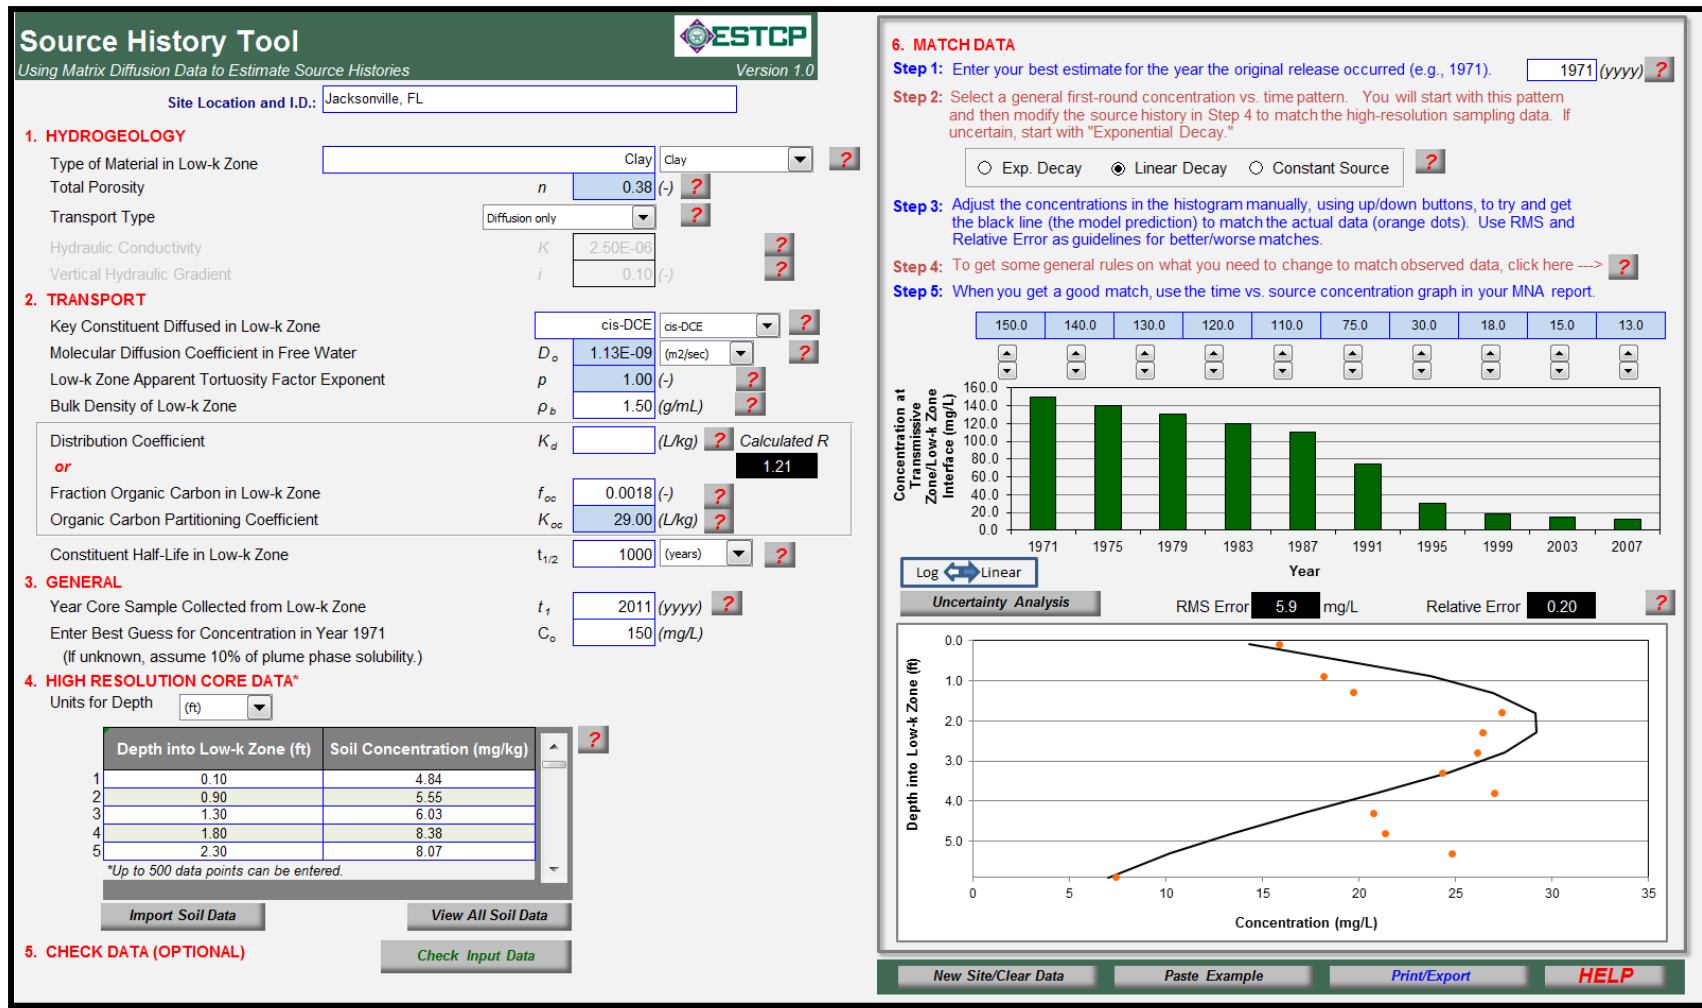 Source History Tool
ESTCP
Using Matrix Diffusion Data to Estimate Source Histories
Version 1.0
Site Location and I.D.: Jacksonville, FL
1. HYDROGEOLOGY
Type of Material in Low-k Zone Clay Clay ?
Total Porosity n 0.38 (-) ?
Transport Type Diffusion only ?
Hydraulic Conductivity K 2.50E-06 ?
Vertical Hydraulic Gradient i 0.10 (-) ?
2. TRANSPORT
Key Constituent Diffused in Low-k Zone cis-DCE cis-DCE ?
Molecular Diffusion Coefficient in Free Water Do 1.13E-09 (m2/sec) ?
Low-k Zone Apparent Tortuosity Factor Exponent p 1.00 (-) ?
Bulk Density of Low-k Zone ρb 1.50 (g/mL) ?
Distribution Coefficient Kd (L/kg) ? Calculated R
or 1.21
Fraction Organic Carbon in Low-k Zone foc 0.0018 (-) ?
Organic Carbon Partitioning Coefficient Koc 29.00 (L/kg) ?
Constituent Half-Life in Low-k Zone t1/2 1000 (years) ?
3. GENERAL
Year Core Sample Collected from Low-k Zone t1 2011 (yyyy) ?
Enter Best Guess for Concentration in Year 1971 Co 150 (mg/L)
(If unknown, assume 10% of plume phase solubility.)
4. HIGH RESOLUTION CORE DATA*
Units for Depth (ft)
Depth into Low-k Zone (ft) Soil Concentration (mg/kg) ?
1 0.10 4.84
2 0.90 5.55
3 1.30 6.03
4 1.80 8.38
5 2.30 8.07
*Up to 500 data points can be entered.
Import Soil Data View All Soil Data
5. CHECK DATA (OPTIONAL) Check Input Data
6. MATCH DATA
Step 1: Enter your best estimate for the year the original release occurred (e.g., 1971). 1971 (yyyy) ?
Step 2: Select a general first-round concentration vs. time pattern. You will start with this pattern
and then modify the source history in Step 4 to match the high-resolution sampling data. If
uncertain, start with "Exponential Decay."
Exp. Decay Linear Decay Constant Source ?
Step 3: Adjust the concentrations in the histogram manually, using up/down buttons, to try and get
the black line (the model prediction) to match the actual data (orange dots). Use RMS and
Relative Error as guidelines for better/worse matches.
Step 4: To get some general rules on what you need to change to match observed data, click here ---> ?
Step 5: When you get a good match, use the time vs. source concentration graph in your MNA report.
150.0 140.0 130.0 120.0 110.0 75.0 30.0 18.0 15.0 13.0
Concentration at
Transmissive
Zone/Low-k Zone
Interface (mg/L)
160.0
140.0
120.0
100.0
80.0
60.0
40.0
20.0
0.0
1971 1975 1979 1983 1987 1991 1995 1999 2003 2007
Year
Log Linear
Uncertainty Analysis RMS Error 5.9 mg/L Relative Error 0.20 ?
Depth into Low-k Zone (ft)
0.0
1.0
2.0
3.0
4.0
5.0
0 5 10 15 20 25 30 35
Concentration (mg/L)
New Site/Clear Data Paste Example Print/Export HELP